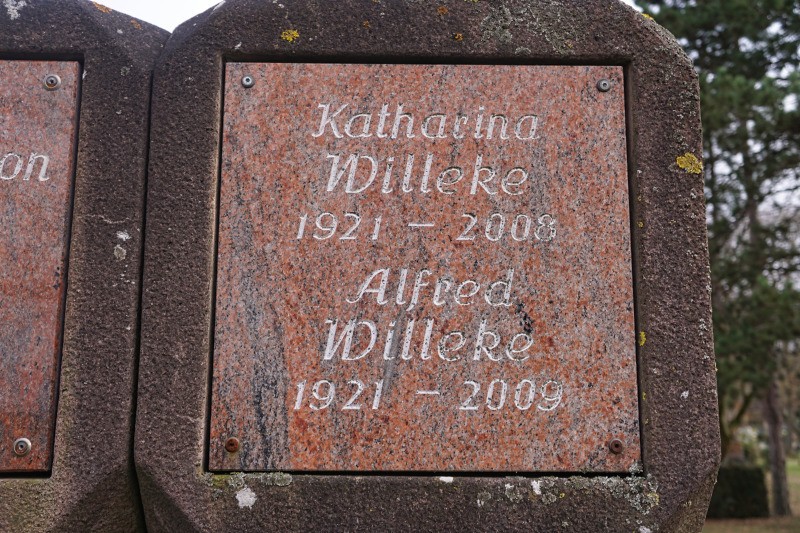 on
Katharina
Willeke
1921 – 2008
Alfred
Willeke
1921 – 2009